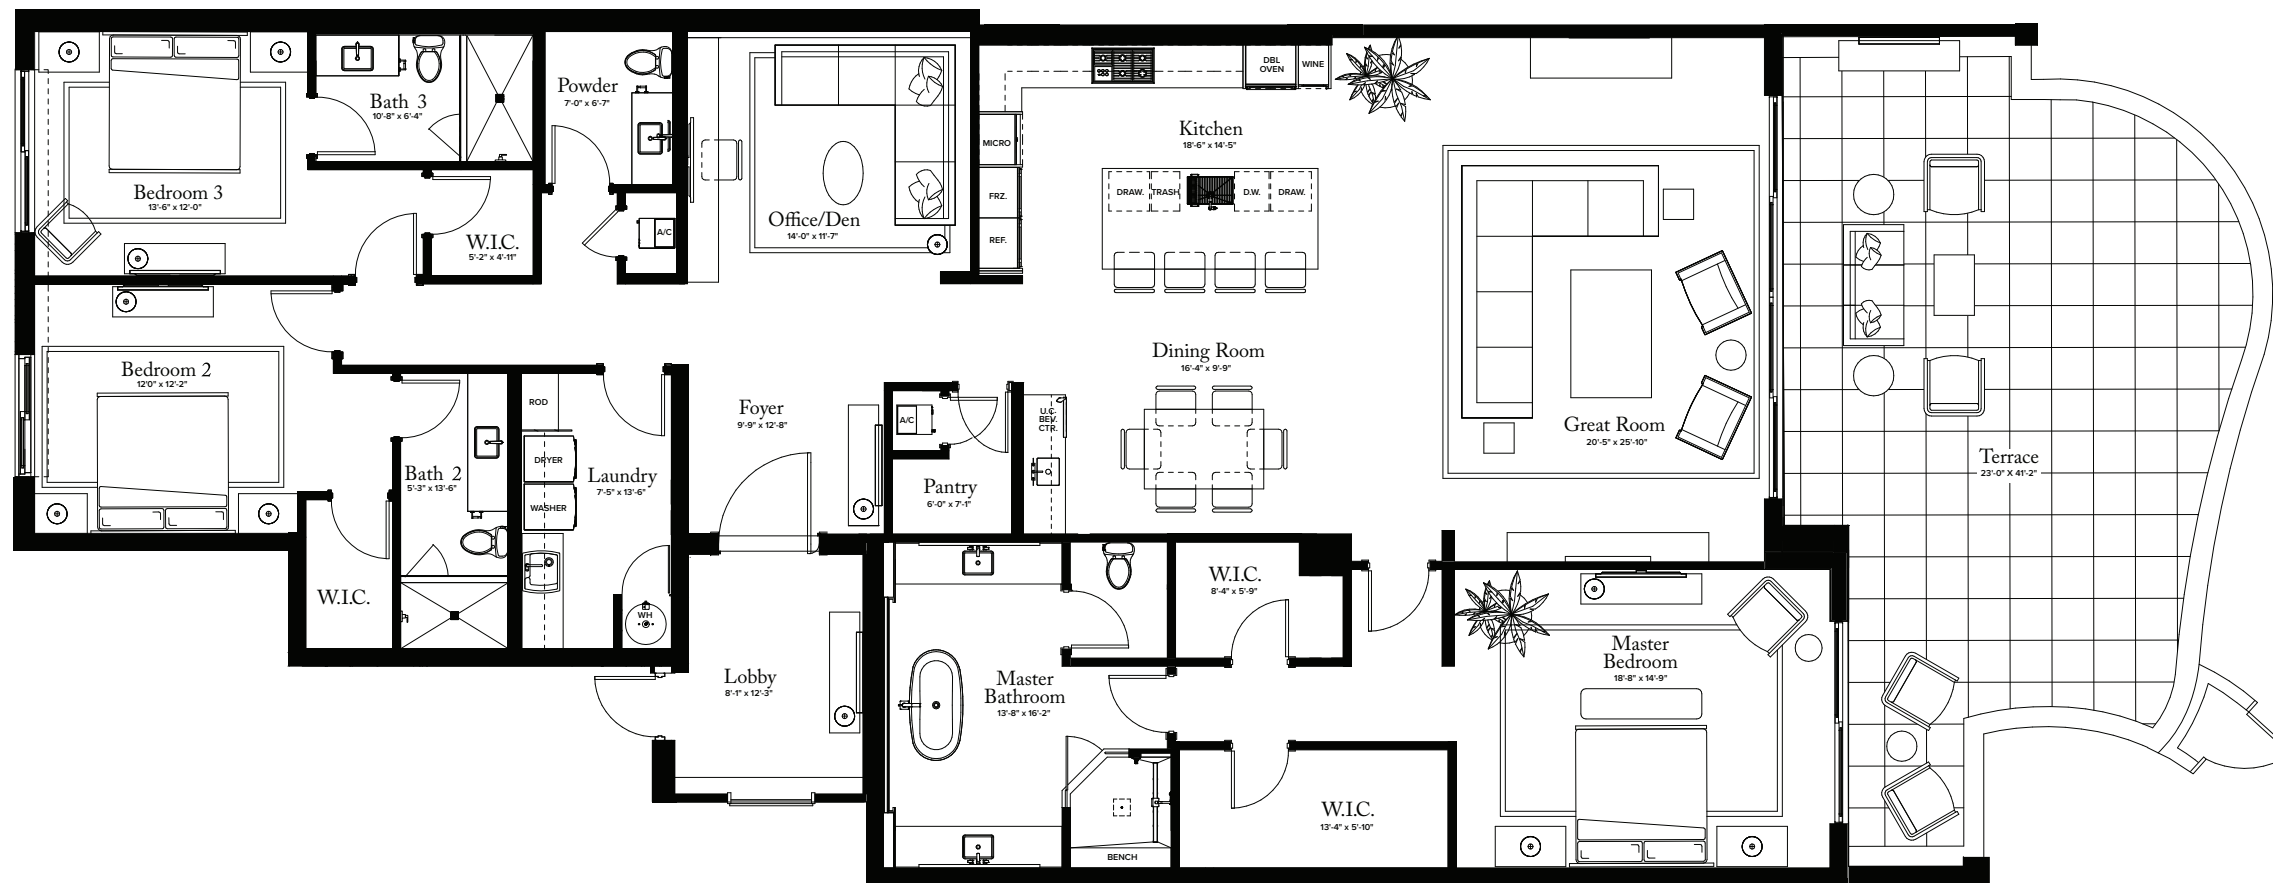 Bedroom 3
13'-6" x 12'-0"
Bath 3
10'-8" x 6'-4"
W.I.C.
5'-2" x 4'-11"
Powder
7'-0" x 6'-7"
A/C
Office/Den
14'-0" x 11'-7"
Kitchen
18'-6" x 14'-5"
DBL
OVEN
WINE
MICRO
FRZ.
REF.
DRAW.
TRASH
D.W.
DRAW.
Bedroom 2
12'0" x 12'-2"
W.I.C.
Bath 2
5'-3" x 13'-6"
ROD
DRYER
WASHER
Laundry
7'-5" x 13'-6"
WH
Foyer
9'-9" x 12'-8"
A/C
Pantry
6'-0" x 7'-1"
U.C.
BEV.
CTR.
Dining Room
16'-4" x 9'-9"
Great Room
20'-5" x 25'-10"
Terrace
23'-0" X 41'-2"
Lobby
8'-1" x 12'-3"
Master
Bathroom
13'-8" x 16'-2"
BENCH
W.I.C.
8'-4" x 5'-9"
W.I.C.
13'-4" x 5'-10"
Master
Bedroom
18'-8" x 14'-9"